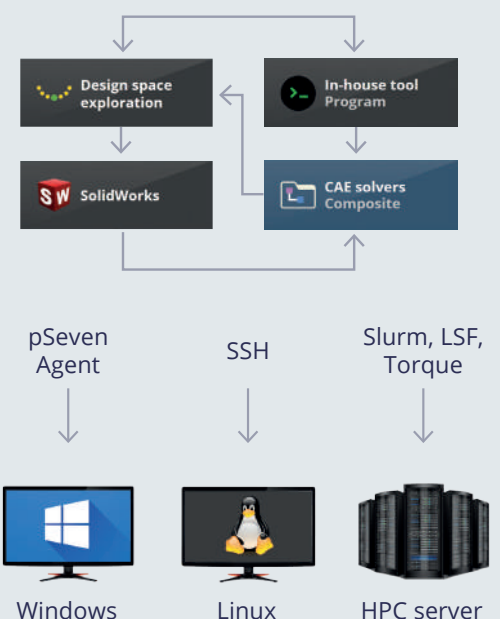 Design space
exploration
In-house tool
Program
>_
SW
SolidWorks
CAE solvers
Composite
pSeven
Agent
SSH
Slurm, LSF,
Torque
Windows
Linux
HPC server